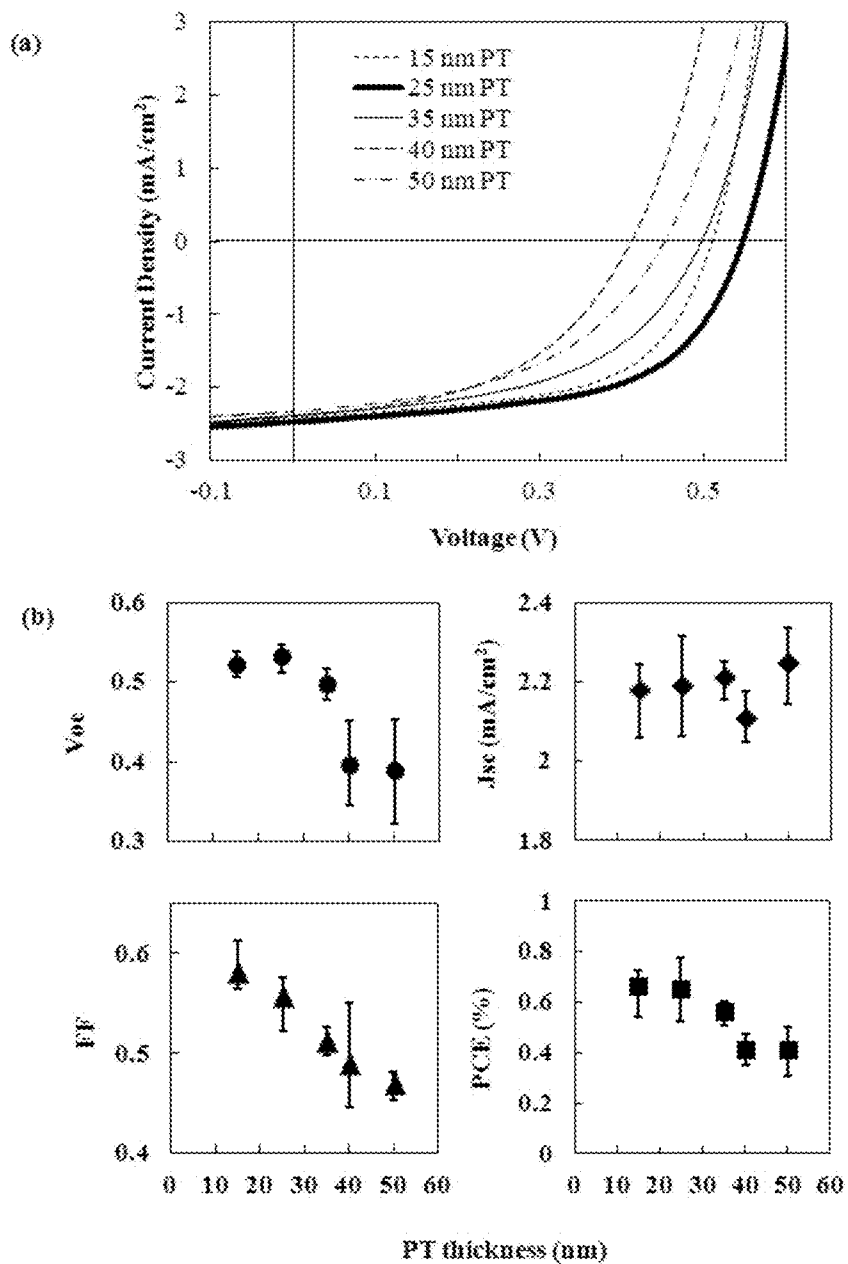 (a)
3
2
1
0
-1
-2
-3
Current Density (mA/cm²)
15 nm PT
25 nm PT
35 nm PT
40 nm PT
50 nm PT
-0.1
0.1
0.3
0.5
Voltage (V)
(b)
0.6
0.5
0.4
0.3
Voc
2.4
2.2
2
1.8
Jsc (mA/cm²)
0.6
0.5
0.4
FF
0 10 20 30 40 50 60
1
0.8
0.6
0.4
0.2
0
PCE (%)
0 10 20 30 40 50 60
PT thickness (nm)